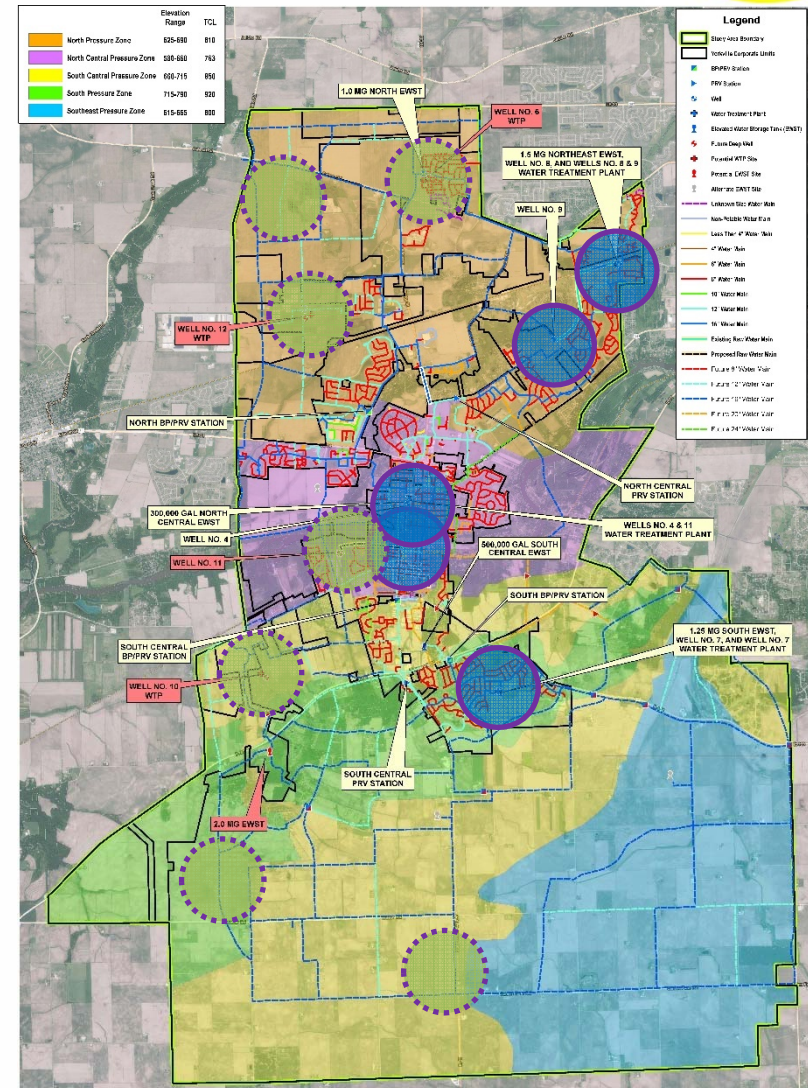 Elevation Range TCL
North Pressure Zone 625-690 810
North Central Pressure Zone 580-660 763
South Central Pressure Zone 660-715 850
South Pressure Zone 715-790 920
Southeast Pressure Zone 615-665 800
Legend
Study Area Boundary
Yorkville Corporate Limits
BP/PRV Station
PRV Station
Well
Water Treatment Plant
Elevated Water Storage Tank (EWST)
Future Deep Well
Potential WTP Site
Potential EWST Site
Alternate EWST Site
Unknown Size Water Main
Non-Potable Water Main
Less Than 4" Water Main
4" Water Main
6" Water Main
8" Water Main
10" Water Main
12" Water Main
16" Water Main
Existing Raw Water Main
Proposed Raw Water Main
Future 8" Water Main
Future 12" Water Main
Future 16" Water Main
Future 20" Water Main
Future 24" Water Main
1.0 MG NORTH EWST
WELL NO. 6
WTP
1.5 MG NORTHEAST EWST,
WELL NO. 8, AND WELLS NO. 8 & 9
WATER TREATMENT PLANT
WELL NO. 9
WELL NO. 12
WTP
NORTH BP/PRV STATION
NORTH CENTRAL
PRV STATION
300,000 GAL NORTH
CENTRAL EWST
WELLS NO. 4 & 11
WATER TREATMENT PLANT
WELL NO. 4
500,000 GAL SOUTH
CENTRAL EWST
WELL NO. 11
SOUTH BP/PRV STATION
1.25 MG SOUTH EWST,
WELL NO. 7, AND WELL NO. 7
WATER TREATMENT PLANT
SOUTH CENTRAL
BP/PRV STATION
WELL NO. 10
WTP
SOUTH CENTRAL
PRV STATION
2.0 MG EWST